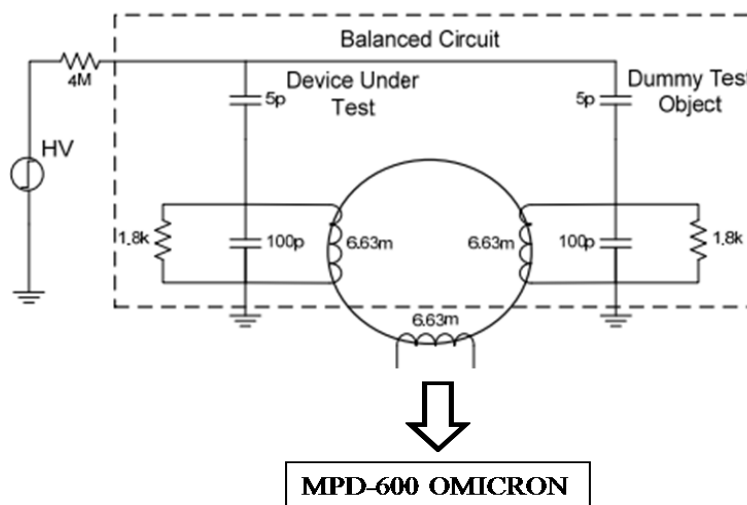 Balanced Circuit
4M
Device Under
Test
5p
5p
Dummy Test
Object
HV
1.8k
100p
6.63m
6.63m
100p
1.8k
6.63m
MPD-600 OMICRON